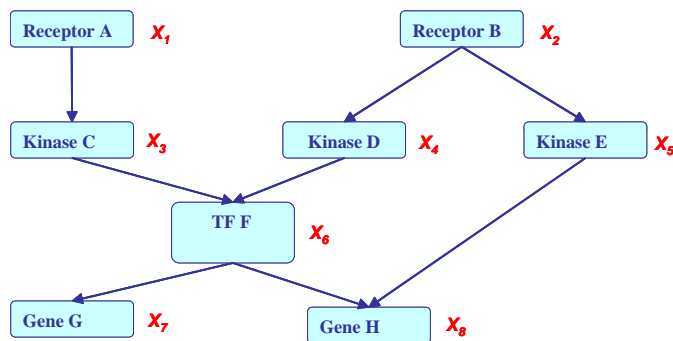 Receptor A X1
Receptor B X2
Kinase C X3
Kinase D X4
Kinase E X5
TF F X6
Gene G X7
Gene H X8